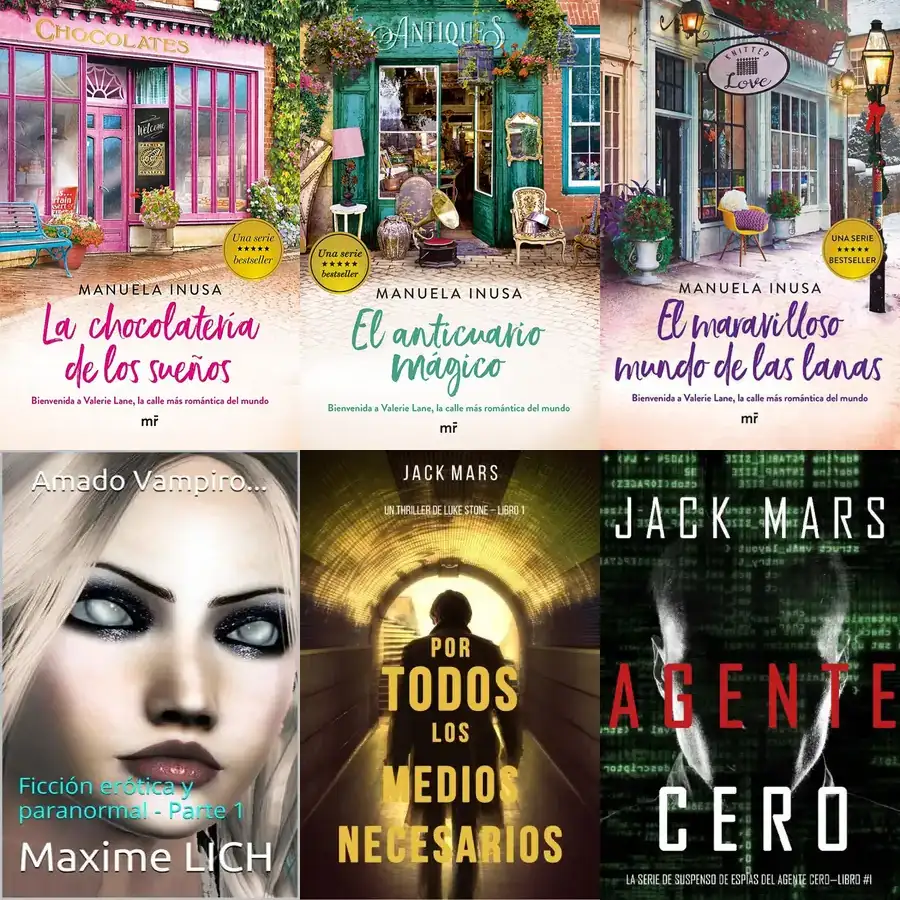 CHOCOLATES
Welcome
Una serie
★★★★★
bestseller
MANUELA INUSA
La chocolatería
de los sueños
Bienvenida a Valerie Lane, la calle más romántica del mundo
mr̄
ANTIQUES
Una serie
★★★★★
bestseller
MANUELA INUSA
El anticuario
mágico
Bienvenida a Valerie Lane, la calle más romántica del mundo
mr̄
KNITTED
Love
UNA SERIE
★★★★★
BESTSELLER
MANUELA INUSA
El maravilloso
mundo de las lanas
Bienvenida a Valerie Lane, la calle más romántica del mundo
mr̄
Amado Vampiro...
Ficción erótica y
paranormal - Parte 1
Maxime LICH
JACK MARS
UN THRILLER DE LUKE STONE – LIBRO 1
POR
TODOS
LOS
MEDIOS
NECESARIOS
JACK MARS
AGENTE
CERO
LA SERIE DE SUSPENSO DE ESPÍAS DEL AGENTE CERO—LIBRO #1